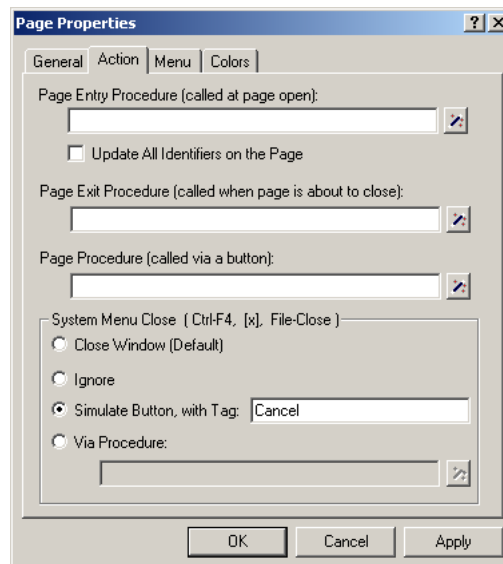 Page Properties
General Action Menu Colors
Page Entry Procedure (called at page open):
Update All Identifiers on the Page
Page Exit Procedure (called when page is about to close):
Page Procedure (called via a button):
System Menu Close ( Ctrl-F4, [x], File-Close )
Close Window (Default)
Ignore
Simulate Button, with Tag: Cancel
Via Procedure:
OK Cancel Apply